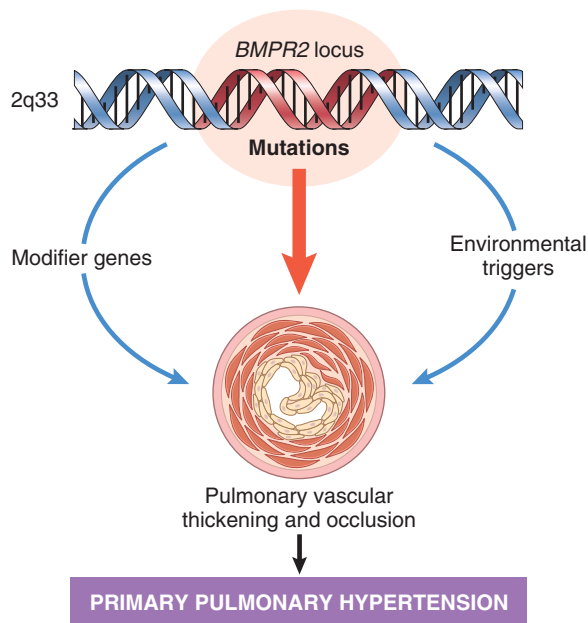 BMPR2 locus
2q33
Mutations
Modifier genes
Environmental
triggers
Pulmonary vascular
thickening and occlusion
PRIMARY PULMONARY HYPERTENSION